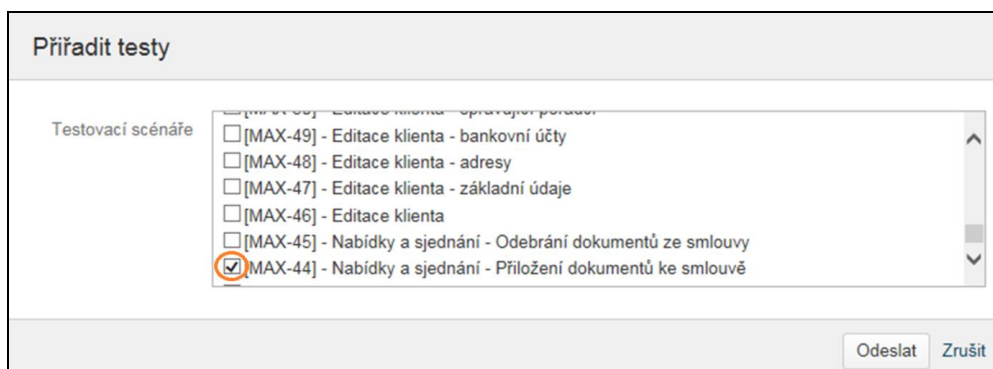 Přiřadit testy
Testovací scénáře
[MAX-49] - Editace klienta - bankovní účty
[MAX-48] - Editace klienta - adresy
[MAX-47] - Editace klienta - základní údaje
[MAX-46] - Editace klienta
[MAX-45] - Nabídky a sjednání - Odebrání dokumentů ze smlouvy
[MAX-44] - Nabídky a sjednání - Přiložení dokumentů ke smlouvě
Odeslat Zrušit